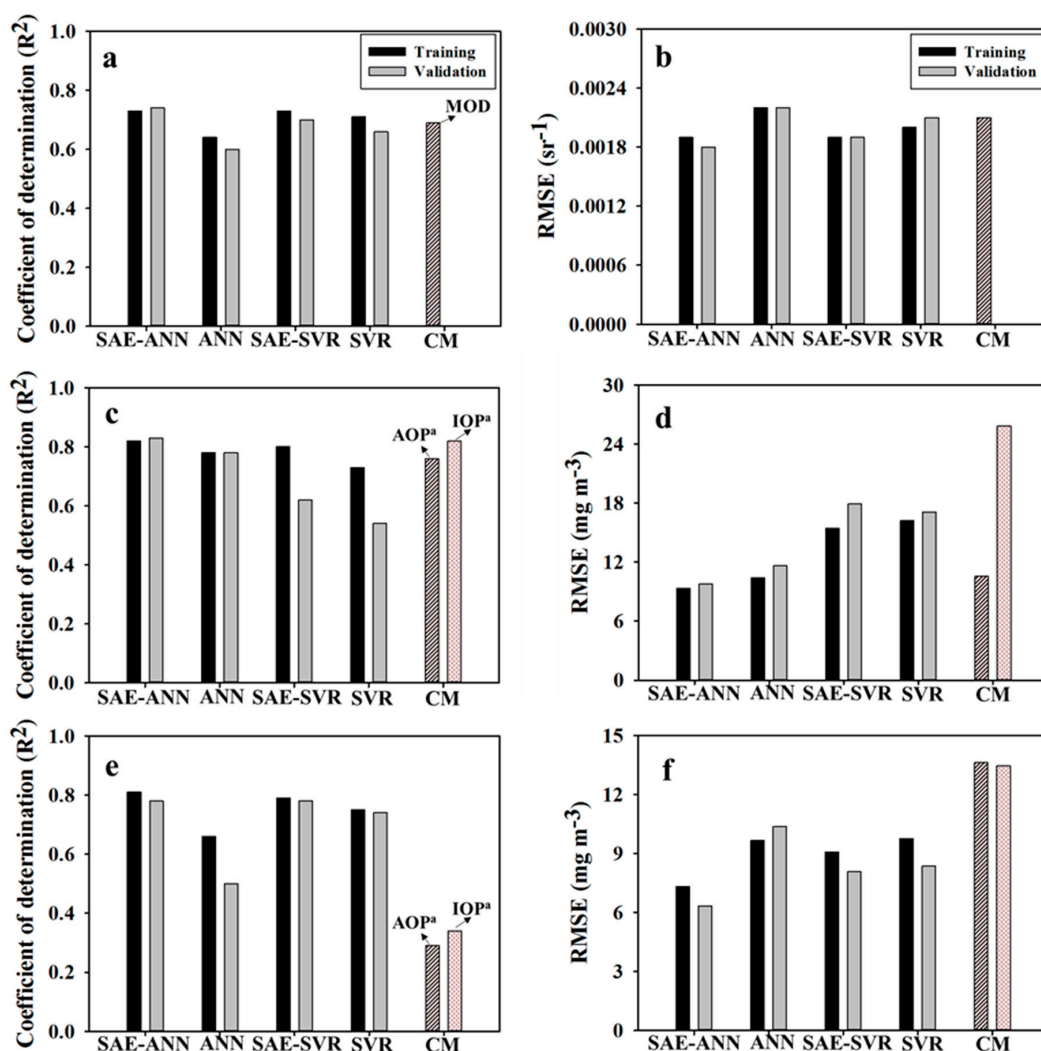 Coefficient of determination (R²)
1.0
0.8
0.6
0.4
0.2
0.0
a
Training
Validation
MOD
SAE-ANN ANN SAE-SVR SVR CM
RMSE (sr⁻¹)
0.0030
0.0024
0.0018
0.0012
0.0006
0.0000
b
Training
Validation
SAE-ANN ANN SAE-SVR SVR CM
Coefficient of determination (R²)
1.0
0.8
0.6
0.4
0.2
0.0
c
AOPᵃ
IOPᵃ
SAE-ANN ANN SAE-SVR SVR CM
RMSE (mg m⁻³)
30
24
18
12
6
0
d
SAE-ANN ANN SAE-SVR SVR CM
Coefficient of determination (R²)
1.0
0.8
0.6
0.4
0.2
0.0
e
AOPᵃ
IOPᵃ
SAE-ANN ANN SAE-SVR SVR CM
RMSE (mg m⁻³)
15
12
9
6
3
0
f
SAE-ANN ANN SAE-SVR SVR CM